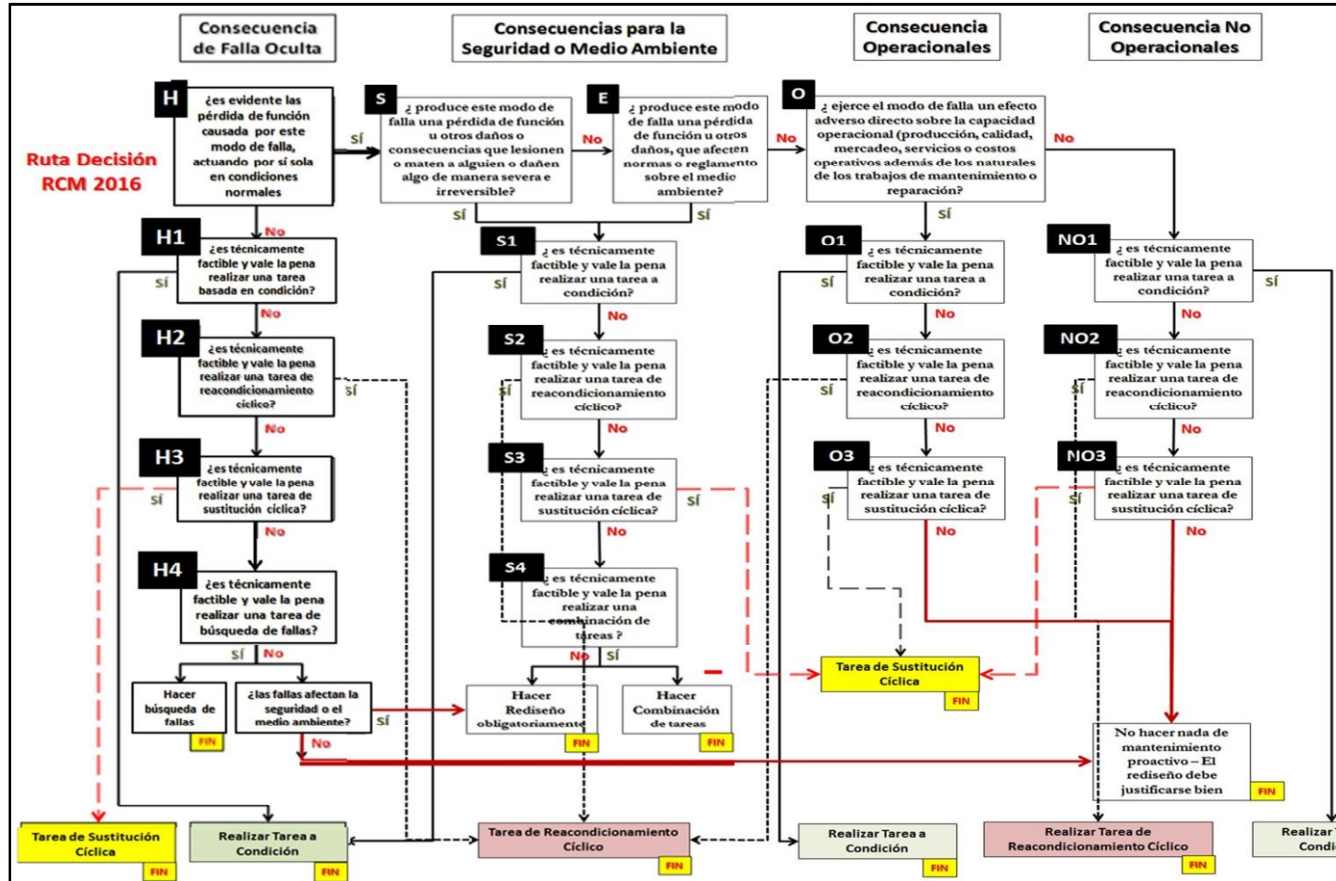 Consecuencia
de Falla Oculta
Consecuencias para la
Seguridad o Medio Ambiente
Consecuencia
Operacionales
Consecuencia No
Operacionales
Ruta Decisión
RCM 2016
H
¿es evidente las
pérdida de función
causada por este
modo de falla,
actuando por sí sola
en condiciones
normales
SÍ
No
S
¿ produce este modo de
falla una pérdida de función
u otros daños o
consecuencias que lesionen
o maten a alguien o dañen
algo de manera severa e
irreversible?
No
SÍ
E
¿ produce este modo
de falla una pérdida
de función u otros
daños, que afecten
normas o reglamento
sobre el medio
ambiente?
No
SÍ
O
¿ ejerce el modo de falla un efecto
adverso directo sobre la capacidad
operacional (producción, calidad,
mercadeo, servicios o costos
operativos además de los naturales
de los trabajos de mantenimiento o
reparación?
No
SÍ
H1
¿es técnicamente
factible y vale la pena
realizar una tarea
basada en condición?
SÍ
No
S1
¿ es técnicamente
factible y vale la pena
realizar una tarea a
condición?
SÍ
No
O1
¿ es técnicamente
factible y vale la pena
realizar una tarea a
condición?
SÍ
No
NO1
¿ es técnicamente
factible y vale la pena
realizar una tarea a
condición?
SÍ
No
H2
¿es técnicamente
factible y vale la pena
realizar una tarea de
reacondicionamiento
cíclico?
SÍ
No
S2
¿ es técnicamente
factible y vale la pena
realizar una tarea de
reacondicionamiento
cíclico?
SÍ
No
O2
¿ es técnicamente
factible y vale la pena
realizar una tarea de
reacondicionamiento
cíclico?
SÍ
No
NO2
¿ es técnicamente
factible y vale la pena
realizar una tarea de
reacondicionamiento
cíclico?
SÍ
No
H3
¿es técnicamente
factible y vale la pena
realizar una tarea de
sustitución cíclica?
SÍ
No
S3
¿ es técnicamente
factible y vale la pena
realizar una tarea de
sustitución cíclica?
SÍ
No
O3
¿ es técnicamente
factible y vale la pena
realizar una tarea de
sustitución cíclica?
SÍ
No
NO3
¿ es técnicamente
factible y vale la pena
realizar una tarea de
sustitución cíclica?
SÍ
No
H4
¿es técnicamente
factible y vale la pena
realizar una tarea de
búsqueda de fallas?
SÍ
No
S4
¿ es técnicamente
factible y vale la pena
realizar una
combinación de
tareas ?
No
SÍ
Hacer
búsqueda de
fallas
FIN
¿las fallas afectan la
seguridad o el
medio ambiente?
SÍ
No
Hacer
Rediseño
obligatoriamente
FIN
Hacer
Combinación
de tareas
FIN
Tarea de Sustitución
Cíclica
FIN
No hacer nada de
mantenimiento
proactivo – El
rediseño debe
justificarse bien
FIN
Tarea de Sustitución
Cíclica
FIN
Realizar Tarea a
Condición
FIN
Tarea de Reacondicionamiento
Cíclico
FIN
Realizar Tarea a
Condición
FIN
Realizar Tarea de
Reacondicionamiento Cíclico
FIN
Realizar